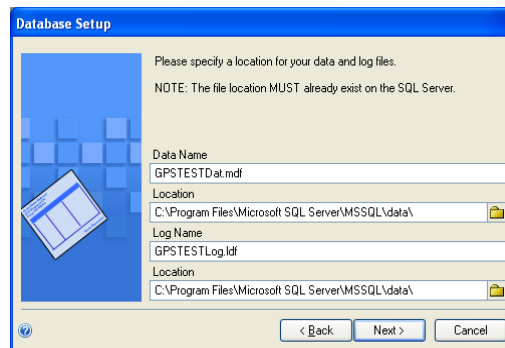 Database Setup
Please specify a location for your data and log files.
NOTE: The file location MUST already exist on the SQL Server.
Data Name
GPSTESTDat.mdf
Location
C:\Program Files\Microsoft SQL Server\MSSQL\data\
Log Name
GPSTESTLog.ldf
Location
C:\Program Files\Microsoft SQL Server\MSSQL\data\
< Back
Next >
Cancel